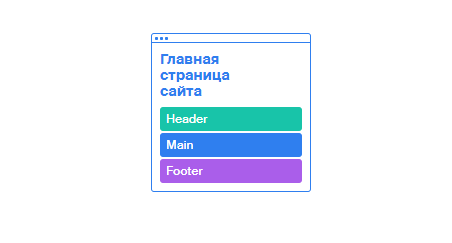 Главная
страница
сайта
Header
Main
Footer